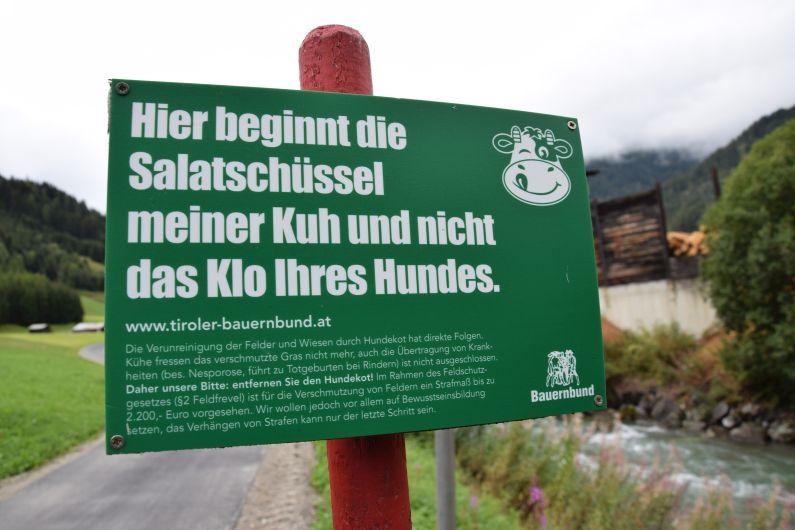 Hier beginnt die
Salatschüssel
meiner Kuh und nicht
das Klo Ihres Hundes.
www.tiroler-bauernbund.at
Die Verunreinigung der Felder und Wiesen durch Hundekot hat direkte Folgen.
Kühe fressen das verschmutzte Gras nicht mehr, auch die Übertragung von Krank-
heiten (bes. Nesporose, führt zu Totgeburten bei Rindern) ist nicht ausgeschlossen.
Daher unsere Bitte: entfernen Sie den Hundekot! Im Rahmen des Feldschutz-
gesetzes (§2 Feldfrevel) ist für die Verschmutzung von Feldern ein Strafmaß bis zu
2.200,- Euro vorgesehen. Wir wollen jedoch vor allem auf Bewusstseinsbildung
setzen, das Verhängen von Strafen kann nur der letzte Schritt sein.
Bauernbund